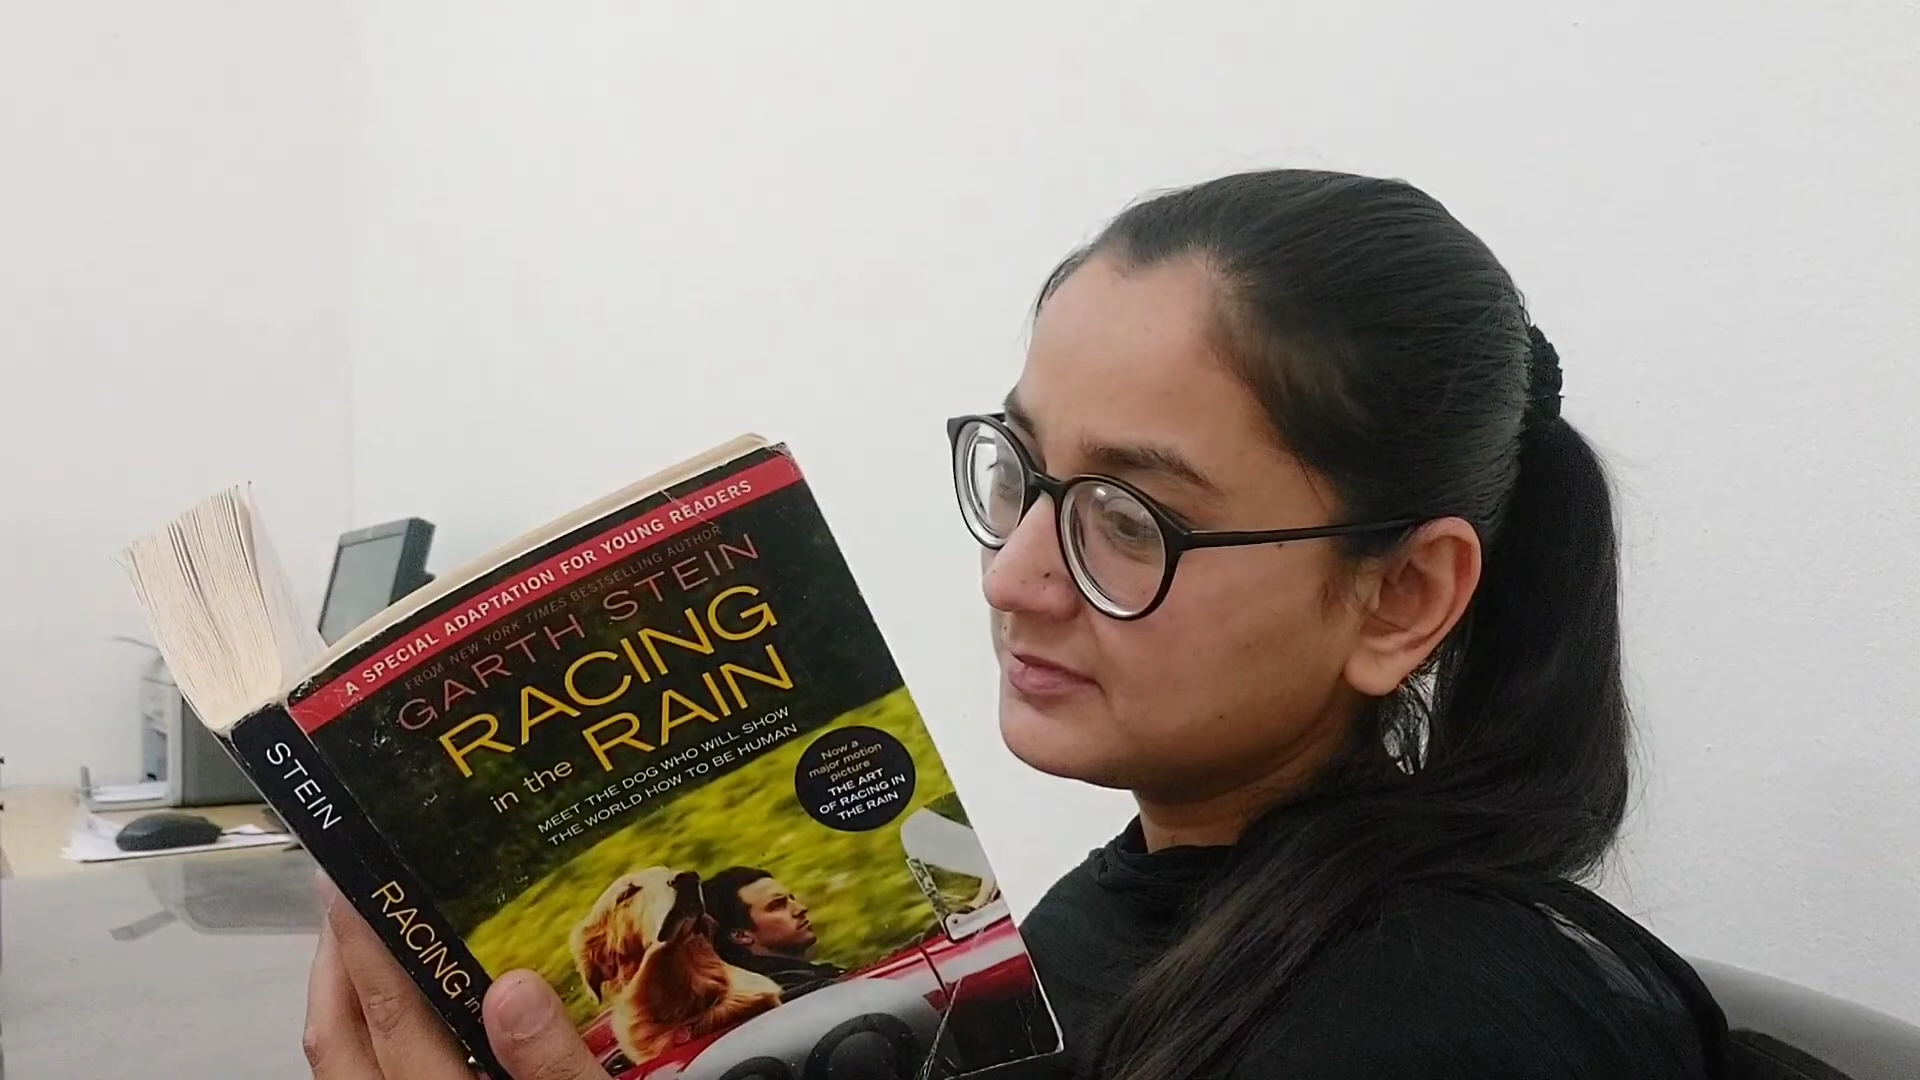 A SPECIAL ADAPTATION FOR YOUNG READERS
FROM NEW YORK TIMES BESTSELLING AUTHOR
GARTH STEIN
RACING
in the RAIN
MEET THE DOG WHO WILL SHOW
THE WORLD HOW TO BE HUMAN
Now a
major motion
picture
THE ART
OF RACING IN
THE RAIN
STEIN
RACING in